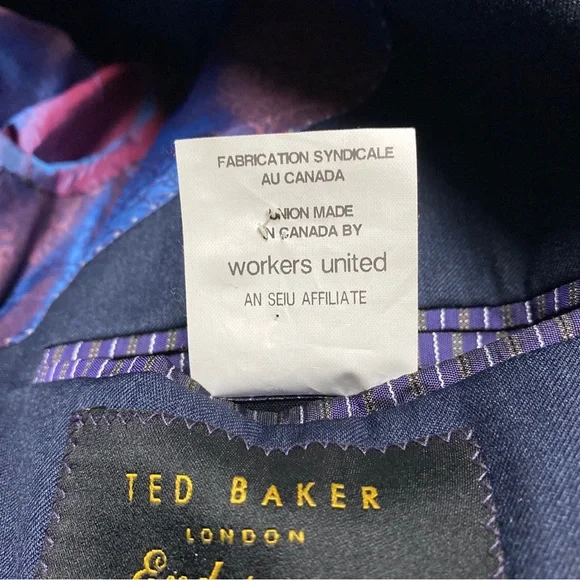 FABRICATION SYNDICALE
AU CANADA
UNION MADE
IN CANADA BY
workers united
AN SEIU AFFILIATE
TED BAKER
LONDON